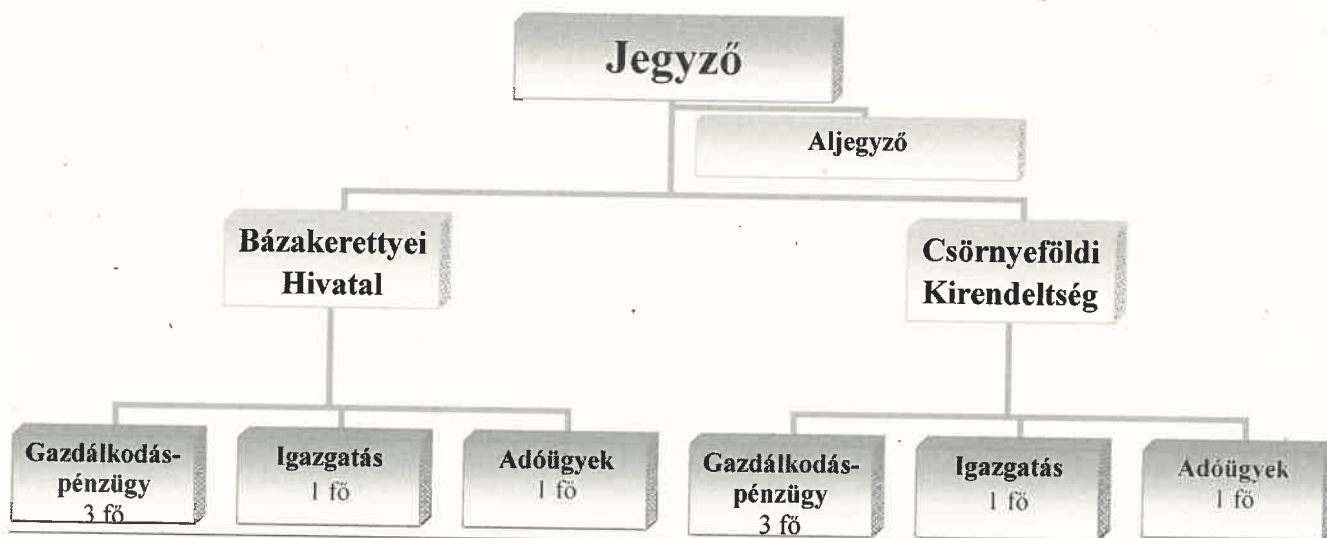 Jegyző
Aljegyző
Bázakerettyei
Hivatal
Csörnyeföldi
Kirendeltség
Gazdálkodás-
pénzügy
3 fő
Igazgatás
1 fő
Adóügyek
1 fő
Gazdálkodás-
pénzügy
3 fő
Igazgatás
1 fő
Adóügyek
1 fő